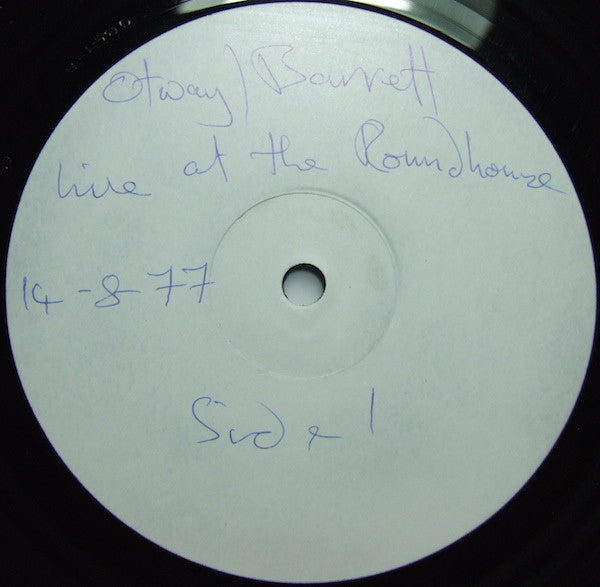 Otway/Barrett
Live at the Roundhouse
14-8-77
Side 1